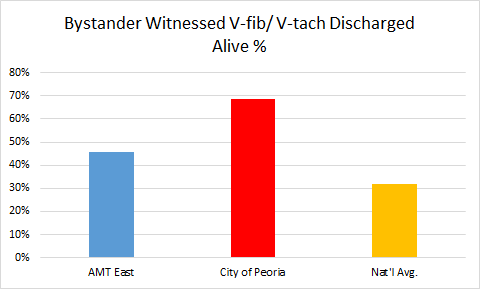 Bystander Witnessed V-fib/ V-tach Discharged
Alive %
80%
70%
60%
50%
40%
30%
20%
10%
0%
AMT East
City of Peoria
Nat'l Avg.